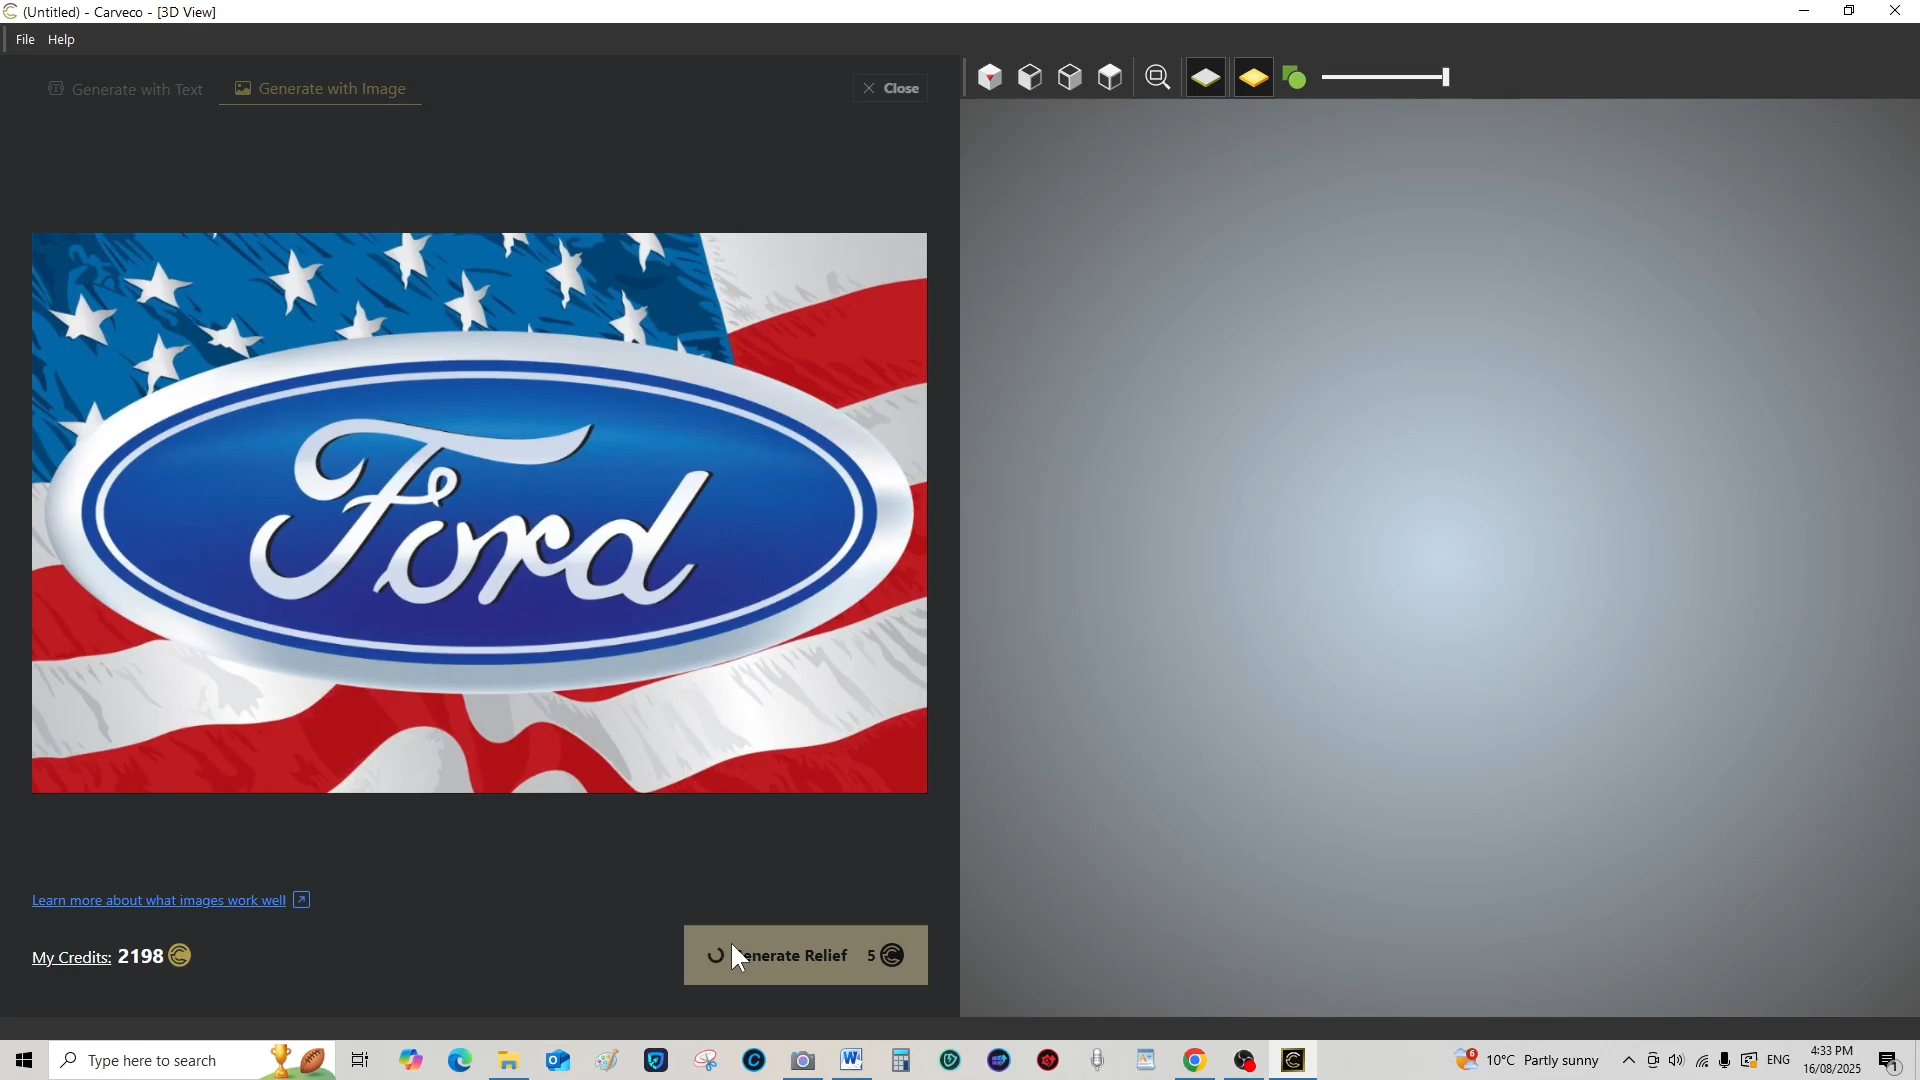 (Untitled) - Carveco - [3D View]
File Help
Generate with Text Generate with Image Close
Ford
Learn more about what images work well
My Credits: 2198
enerate Relief 5
Type here to search
6
10°C Partly sunny
ENG
4:33 PM
16/08/2025
1